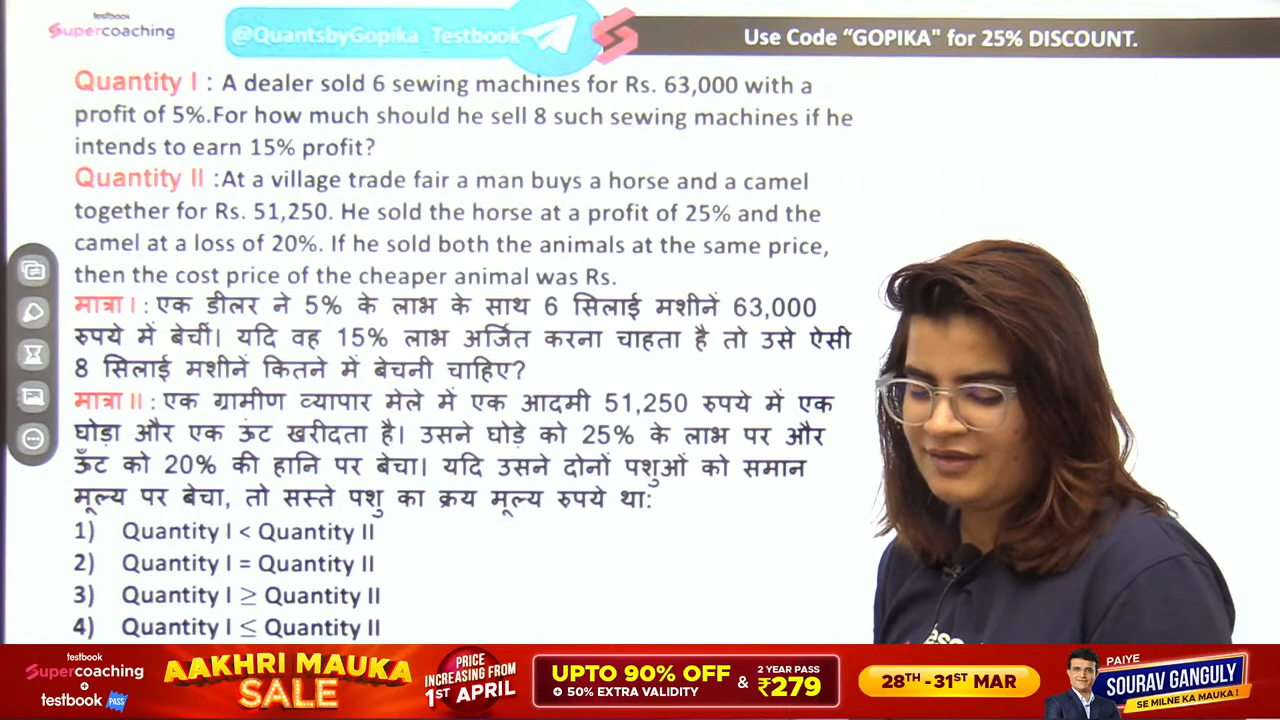 testbook
Supercoaching
@QuantsbyGopika_Testbook
Use Code “GOPIKA" for 25% DISCOUNT.
Quantity I : A dealer sold 6 sewing machines for Rs. 63,000 with a
profit of 5%.For how much should he sell 8 such sewing machines if he
intends to earn 15% profit?
Quantity II :At a village trade fair a man buys a horse and a camel
together for Rs. 51,250. He sold the horse at a profit of 25% and the
camel at a loss of 20%. If he sold both the animals at the same price,
then the cost price of the cheaper animal was Rs.
मात्रा I : एक डीलर ने 5% के लाभ के साथ 6 सिलाई मशीनें 63,000
रुपये में बेचीं। यदि वह 15% लाभ अर्जित करना चाहता है तो उसे ऐसी
8 सिलाई मशीनें कितने में बेचनी चाहिए?
मात्रा II : एक ग्रामीण व्यापार मेले में एक आदमी 51,250 रुपये में एक
घोड़ा और एक ऊंट खरीदता है। उसने घोड़े को 25% के लाभ पर और
ऊँट को 20% की हानि पर बेचा। यदि उसने दोनों पशुओं को समान
मूल्य पर बेचा, तो सस्ते पशु का क्रय मूल्य रुपये था:
1) Quantity I < Quantity II
2) Quantity I = Quantity II
3) Quantity I ≥ Quantity II
4) Quantity I ≤ Quantity II
testbook
Supercoaching
+
testbook PASS
AAKHRI MAUKA
SALE
PRICE
INCREASING FROM
1ST APRIL
UPTO 90% OFF
+ 50% EXTRA VALIDITY
&
2 YEAR PASS
₹279
28TH - 31ST MAR
PAIYE
SOURAV GANGULY
SE MILNE KA MAUKA !